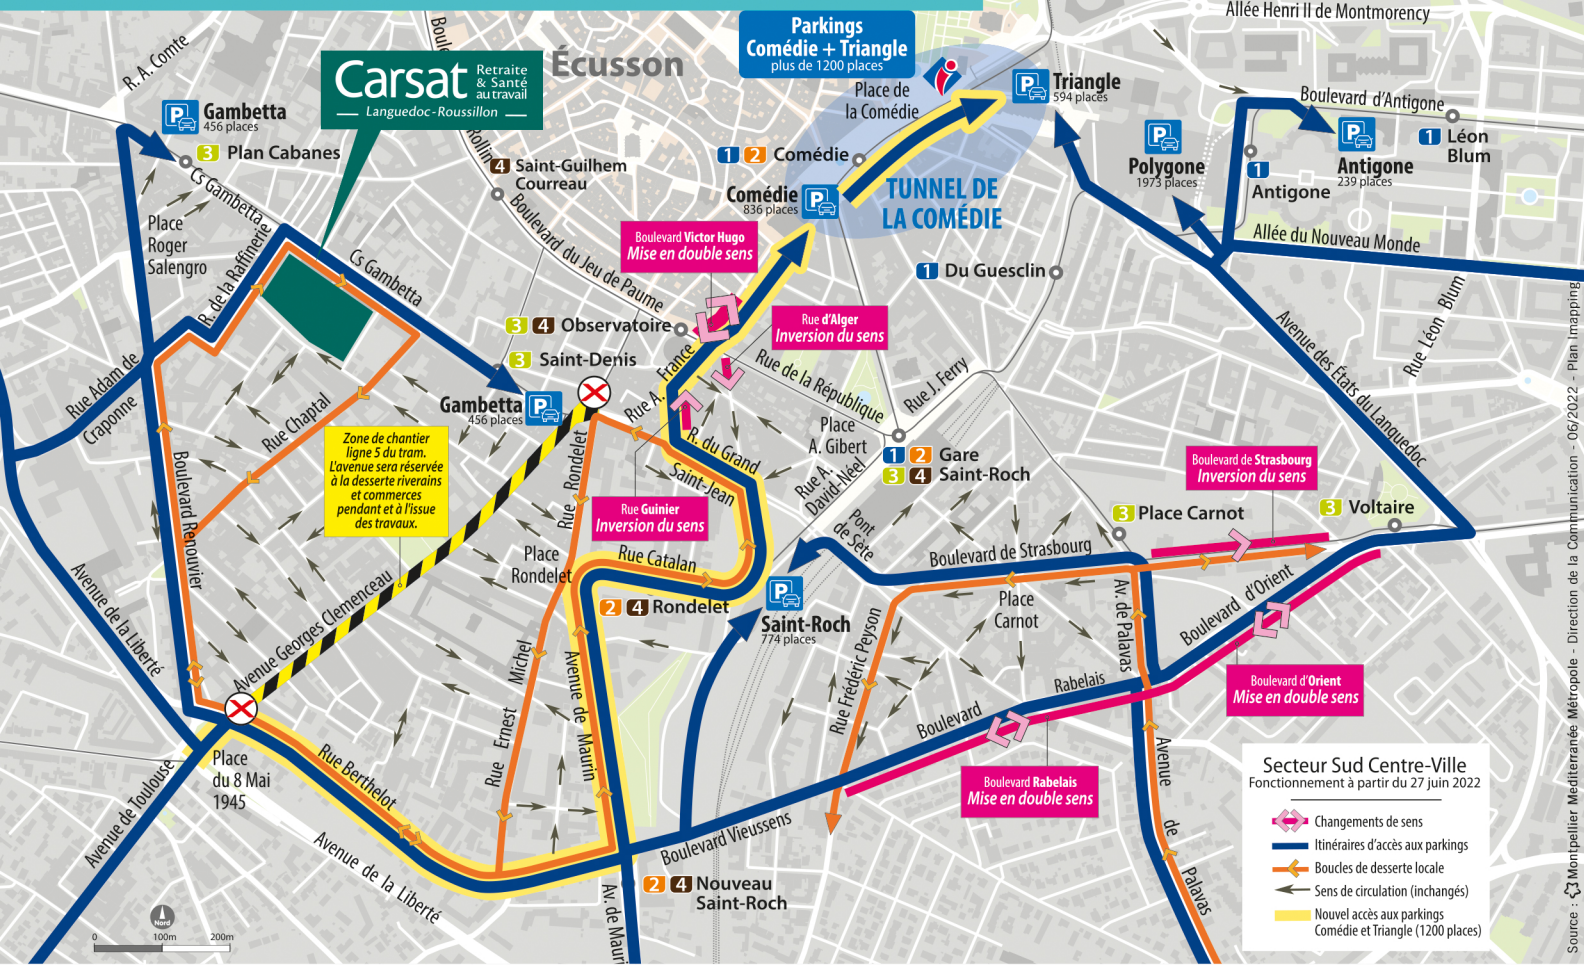 Allée Henri II de Montmorency
Parkings
Comédie + Triangle
plus de 1200 places
R. A. Comte
Boule
Écusson
Carsat
Retraite
& Santé
au travail
Languedoc-Roussillon
Place de
la Comédie
P
Triangle
594 places
Boulevard d'Antigone
P
Gambetta
456 places
3 Plan Cabanes
Rollin
4 Saint-Guilhem
Courreau
1 2 Comédie
P
Polygone
1973 places
P
Antigone
239 places
1 Léon
Blum
1
Antigone
Cs Gambetta
Comédie
836 places
P
TUNNEL DE
LA COMÉDIE
Place
Roger
Salengro
R. de la Raffinerie
Cs Gambetta
Boulevard du Jeu de Paume
Boulevard Victor Hugo
Mise en double sens
1 Du Guesclin
Allée du Nouveau Monde
Rue Léon Blum
Avenue des États du Languedoc
3 4 Observatoire
3 Saint-Denis
Rue d'Alger
Inversion du sens
Rue A. France
Rue de la République
Rue J. Ferry
Rue Adam de
Craponne
Rue Chaptal
Gambetta
456 places
P
Place
A. Gibert
1 2 Gare
3 4 Saint-Roch
Rue A.
David-Néel
R. du Grand
Saint-Jean
Zone de chantier
ligne 5 du tram.
L'avenue sera réservée
à la desserte riverains
et commerces
pendant et à l'issue
des travaux.
Boulevard Renouvier
Rue Rondelet
Rue Guinier
Inversion du sens
Boulevard de Strasbourg
Inversion du sens
3 Place Carnot
3 Voltaire
Pont
de Sète
Boulevard de Strasbourg
Place
Rondelet
Rue Catalan
2 4 Rondelet
P
Saint-Roch
774 places
Place
Carnot
Av. de Palavas
Boulevard d'Orient
Avenue de la Liberté
Avenue Georges Clemenceau
Rue Ernest Michel
Avenue de Maurin
Rue Frédéric Peyson
Boulevard Rabelais
Boulevard d'Orient
Mise en double sens
Boulevard Rabelais
Mise en double sens
Place
du 8 Mai
1945
Rue Berthelot
Avenue de Toulouse
Avenue de la Liberté
Boulevard Vieussens
2 4 Nouveau
Saint-Roch
Av. de Mauri
Avenue de Palavas
Secteur Sud Centre-Ville
Fonctionnement à partir du 27 juin 2022
Changements de sens
Itinéraires d'accès aux parkings
Boucles de desserte locale
Sens de circulation (inchangés)
Nouvel accès aux parkings
Comédie et Triangle (1200 places)
Nord
0 100m 200m
Source : Montpellier Mediterranée Métropole - Direction de la Communication - 06/2022 - Plan Imapping